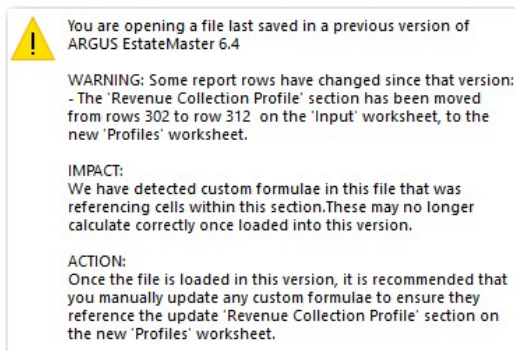 You are opening a file last saved in a previous version of
ARGUS EstateMaster 6.4
WARNING: Some report rows have changed since that version:
- The 'Revenue Collection Profile' section has been moved
from rows 302 to row 312  on the 'Input' worksheet, to the
new 'Profiles' worksheet.
IMPACT:
We have detected custom formulae in this file that was
referencing cells within this section.These may no longer
calculate correctly once loaded into this version.
ACTION:
Once the file is loaded in this version, it is recommended that
you manually update any custom formulae to ensure they
reference the update 'Revenue Collection Profile' section on
the new 'Profiles' worksheet.